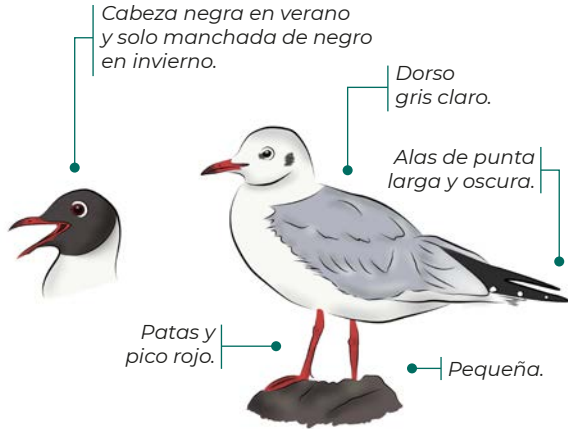 Cabeza negra en verano
y solo manchada de negro
en invierno.
Dorso
gris claro.
Alas de punta
larga y oscura.
Patas y
pico rojo.
Pequeña.